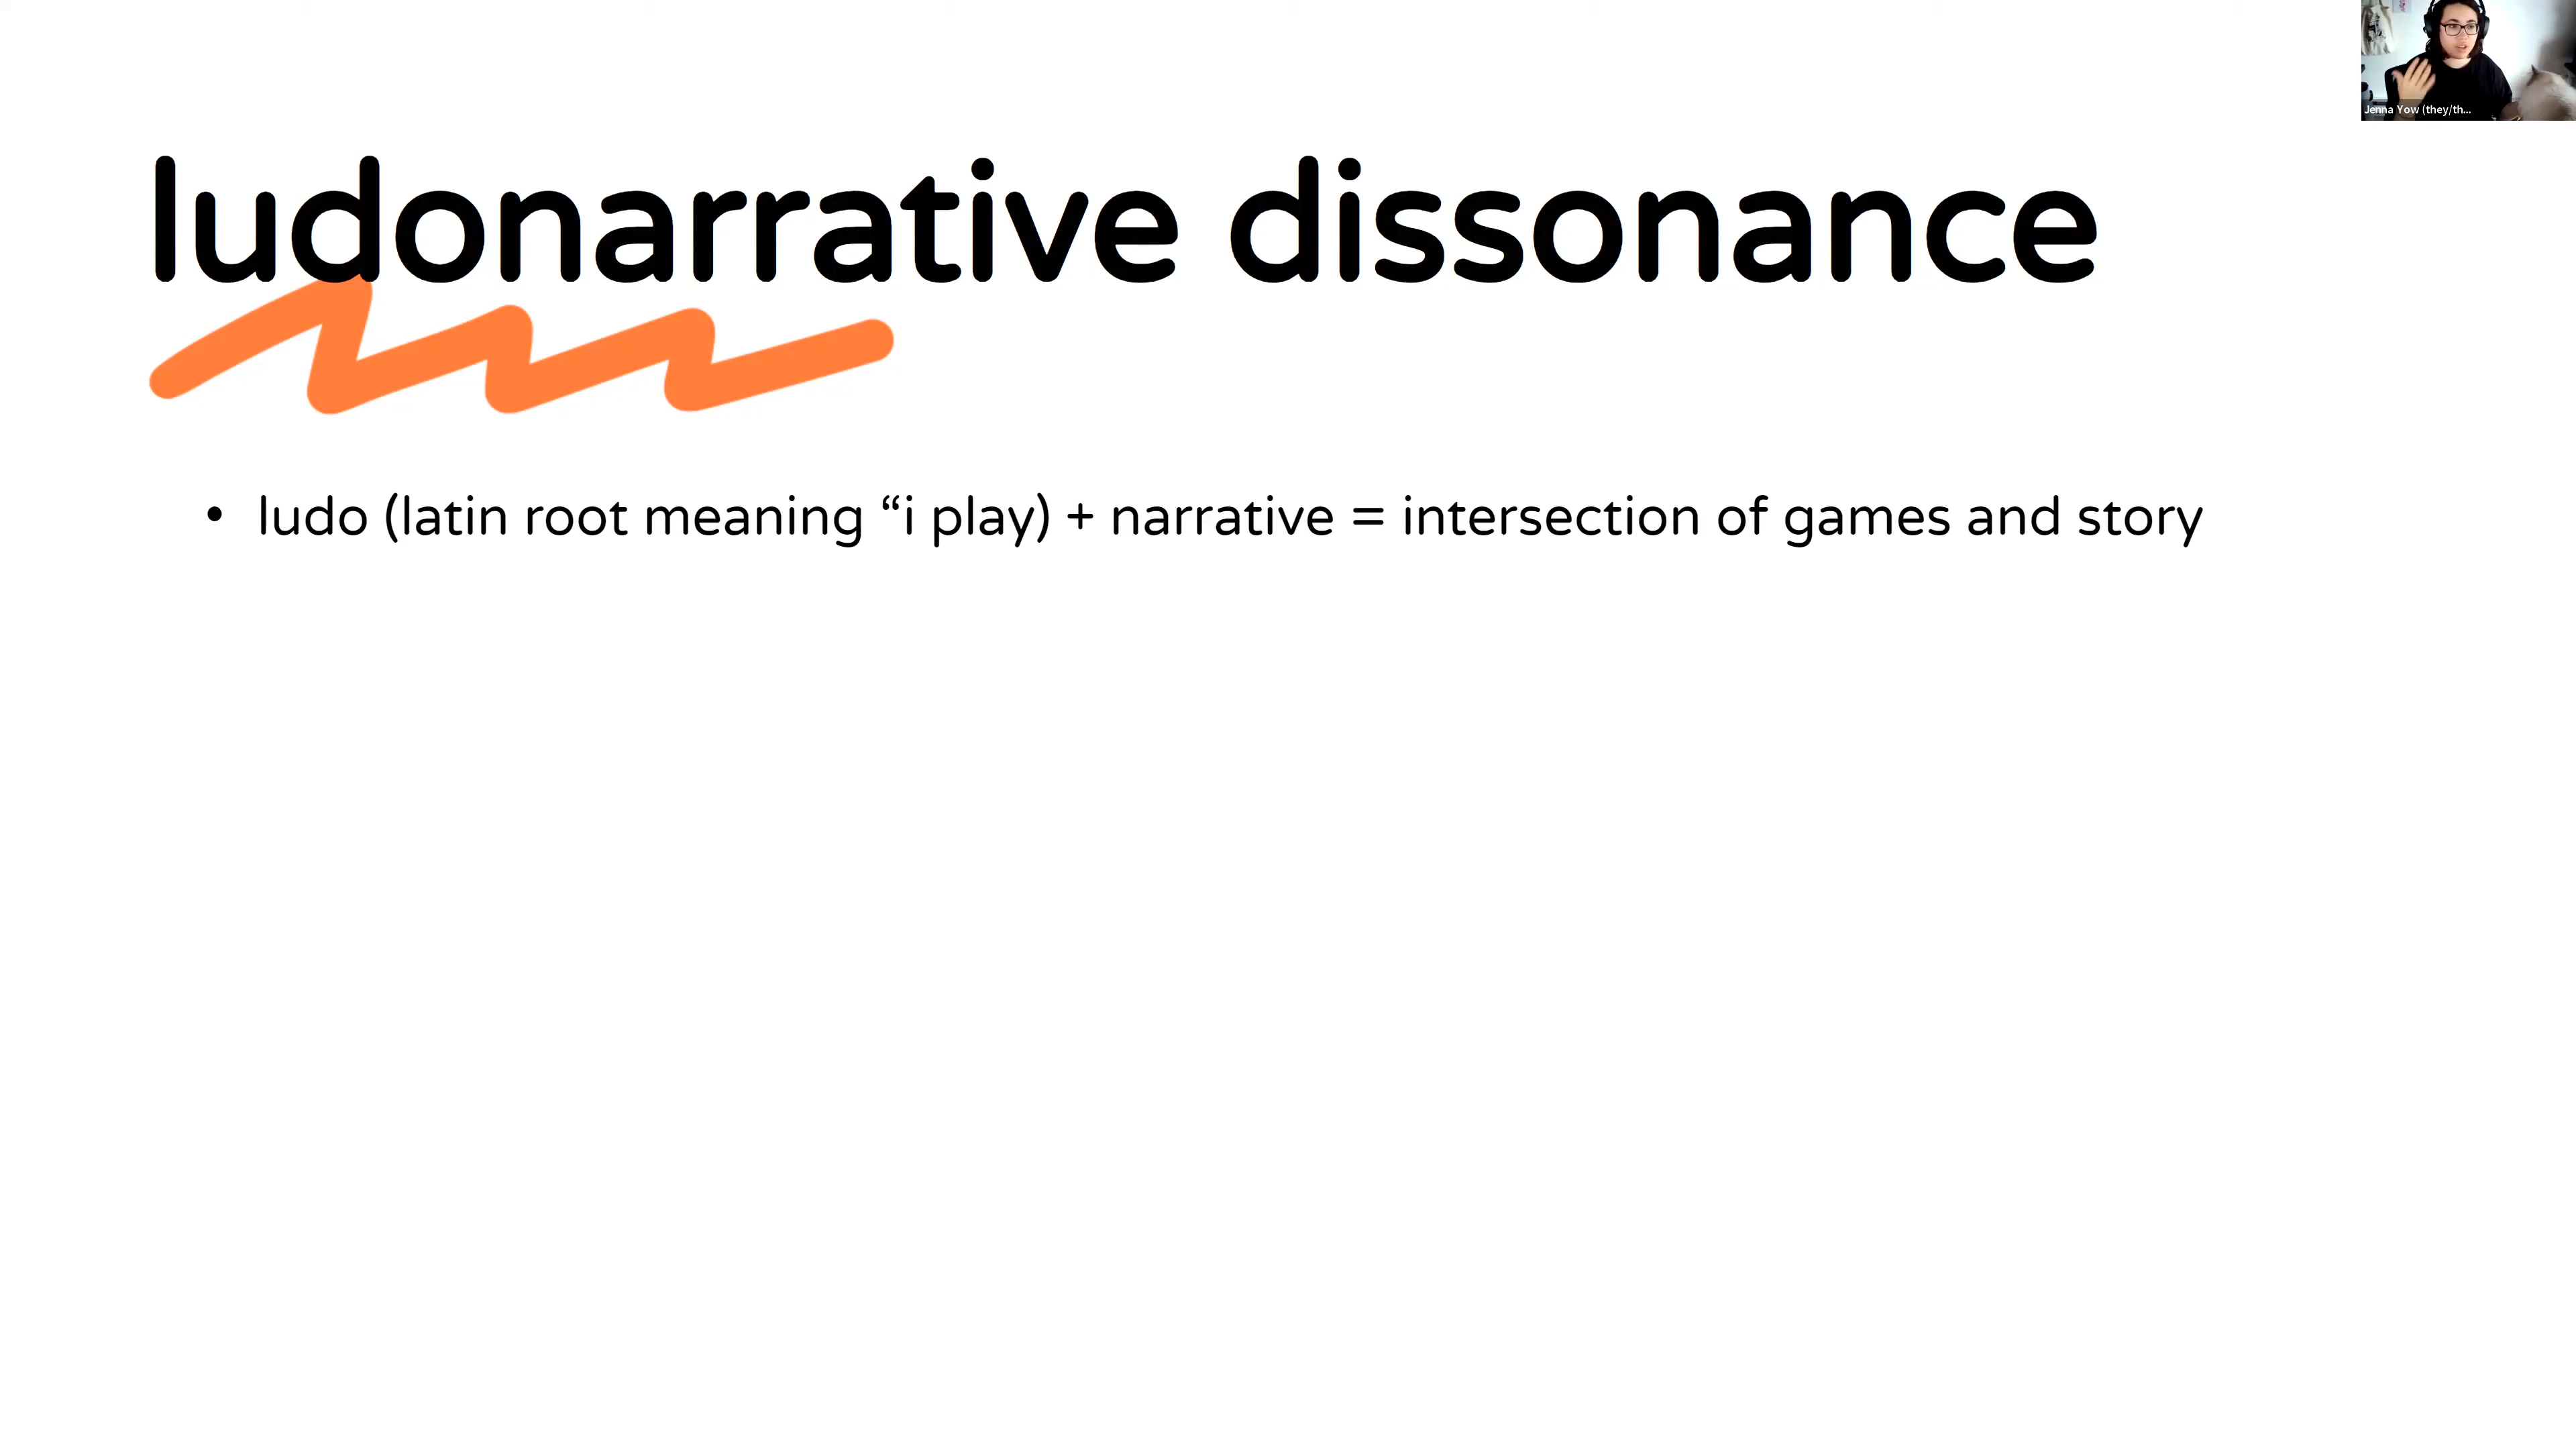 Jenna Yow (they/th...
ludonarrative dissonance
• ludo (latin root meaning “i play) + narrative = intersection of games and story